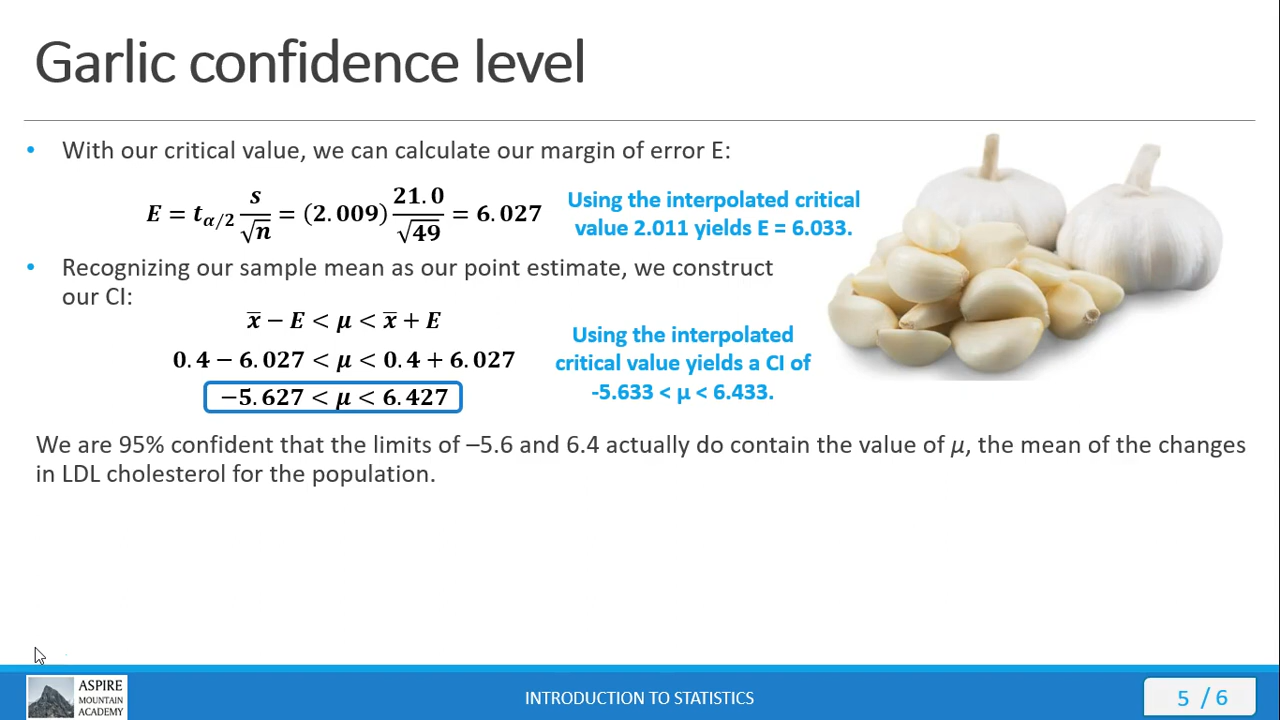 Garlic confidence level
• With our critical value, we can calculate our margin of error E:
E = t_{α/2} s/√n = (2.009) 21.0/√49 = 6.027
Using the interpolated critical
value 2.011 yields E = 6.033.
• Recognizing our sample mean as our point estimate, we construct
our CI:
x̅ − E < μ < x̅ + E
0.4 − 6.027 < μ < 0.4 + 6.027
−5.627 < μ < 6.427
Using the interpolated
critical value yields a CI of
-5.633 < μ < 6.433.
We are 95% confident that the limits of –5.6 and 6.4 actually do contain the value of μ, the mean of the changes
in LDL cholesterol for the population.
ASPIRE
MOUNTAIN
ACADEMY
INTRODUCTION TO STATISTICS
5 / 6